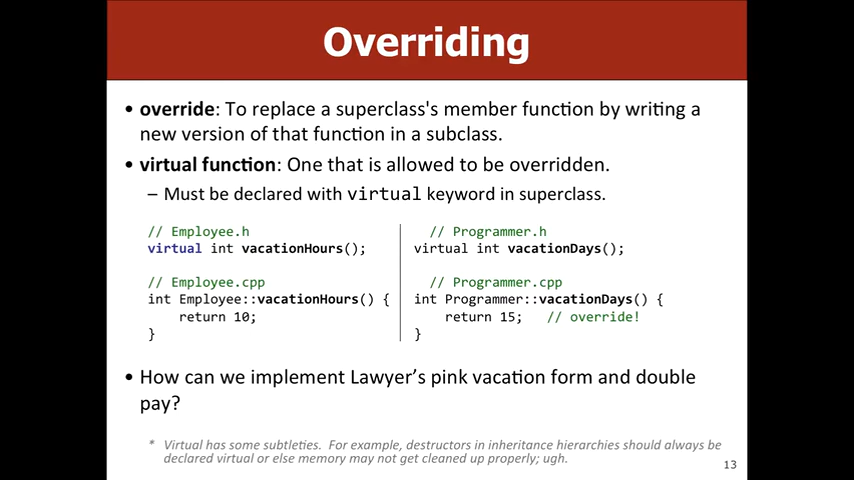 Overriding
• override: To replace a superclass's member function by writing a
new version of that function in a subclass.
• virtual function: One that is allowed to be overridden.
– Must be declared with virtual keyword in superclass.
// Employee.h
virtual int vacationHours();
// Employee.cpp
int Employee::vacationHours() {
return 10;
}
// Programmer.h
virtual int vacationDays();
// Programmer.cpp
int Programmer::vacationDays() {
return 15;   // override!
}
• How can we implement Lawyer's pink vacation form and double
pay?
* Virtual has some subtleties. For example, destructors in inheritance hierarchies should always be
declared virtual or else memory may not get cleaned up properly; ugh.
13